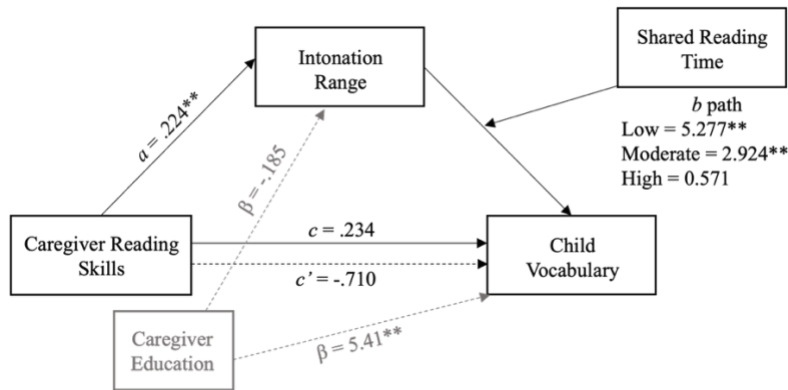 Intonation
Range
Shared Reading
Time
b path
Low = 5.277**
Moderate = 2.924**
High = 0.571
a = .224**
β = -.185
Caregiver Reading
Skills
c = .234
c’ = -.710
Child
Vocabulary
Caregiver
Education
β = 5.41**